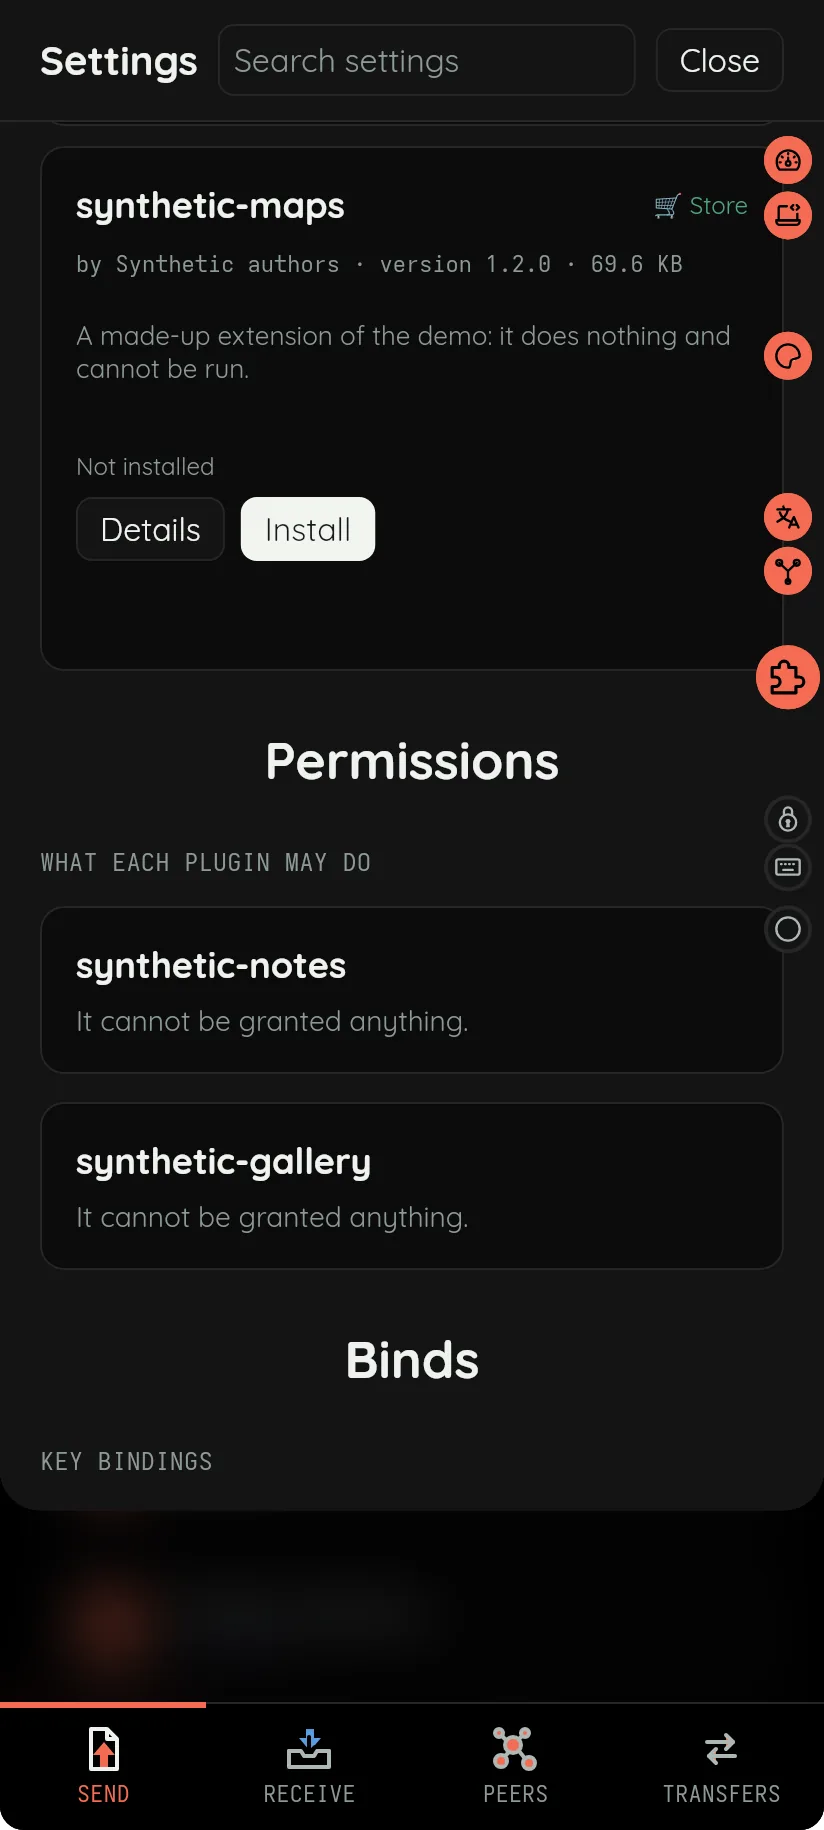 Settings
Search settings
Close
synthetic-maps
🛒 Store
by Synthetic authors · version 1.2.0 · 69.6 KB
A made-up extension of the demo: it does nothing and
cannot be run.
Not installed
Details
Install
Permissions
WHAT EACH PLUGIN MAY DO
synthetic-notes
It cannot be granted anything.
synthetic-gallery
It cannot be granted anything.
Binds
KEY BINDINGS
SEND
RECEIVE
PEERS
TRANSFERS